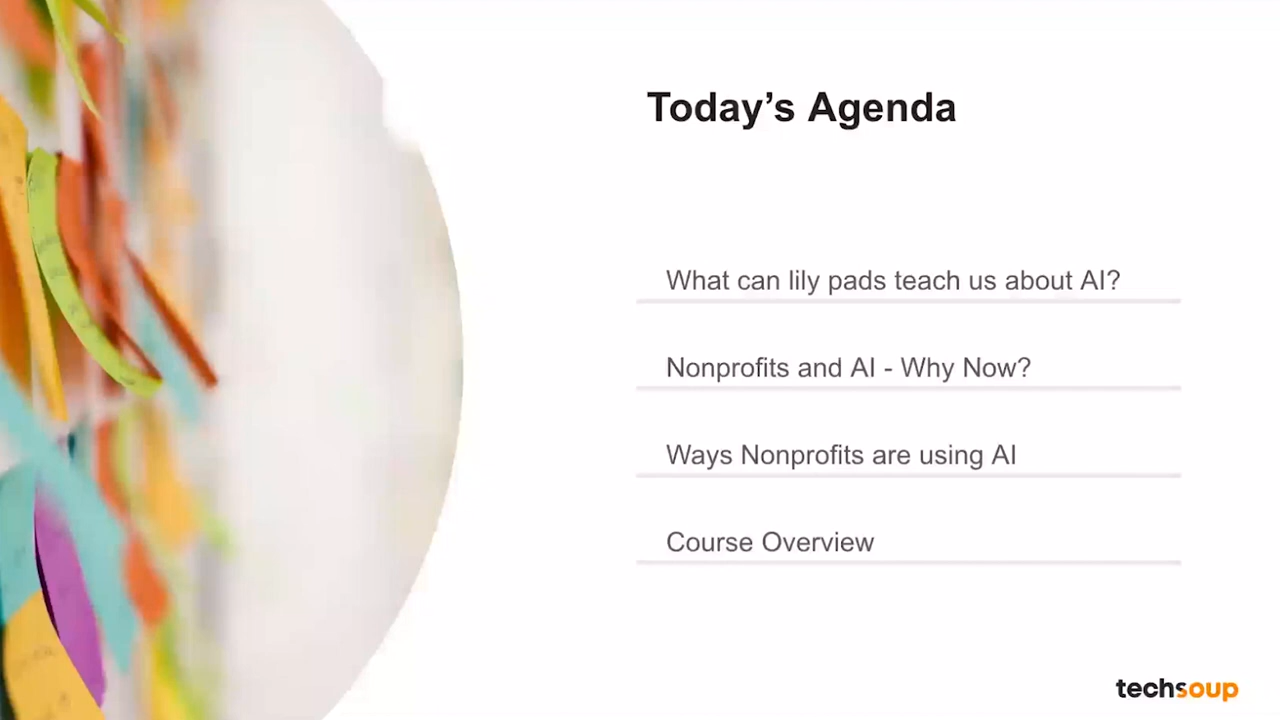 Today’s Agenda
What can lily pads teach us about AI?
Nonprofits and AI - Why Now?
Ways Nonprofits are using AI
Course Overview
techsoup